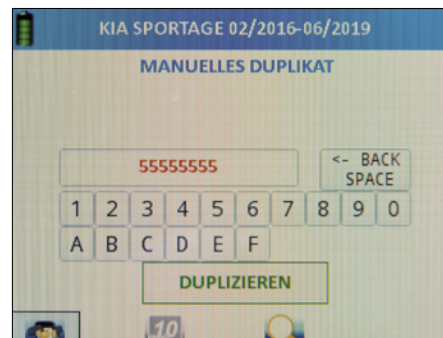 KIA SPORTAGE 02/2016-06/2019
MANUELLES DUPLIKAT
55555555
<- BACK
SPACE
1 2 3 4 5 6 7 8 9 0
A B C D E F
DUPLIZIEREN
10